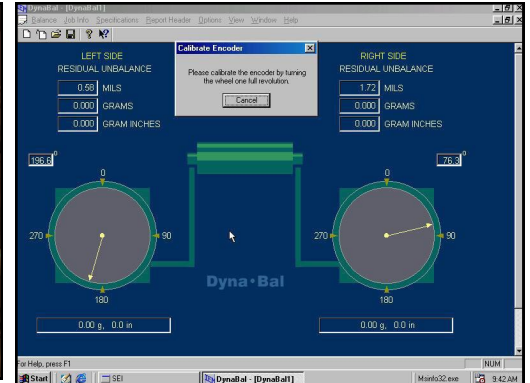 DynaBal - [DynaBal1]
Balance Job Info Specifications Report Header Options View Window Help
Calibrate Encoder
Please calibrate the encoder by turning
the wheel one full revolution.
Cancel
LEFT SIDE
RESIDUAL UNBALANCE
0.58 MILS
0.000 GRAMS
0.000 GRAM INCHES
RIGHT SIDE
RESIDUAL UNBALANCE
1.72 MILS
0.000 GRAMS
0.000 GRAM INCHES
196.6°
76.3°
0
270
90
180
0
270
90
180
Dyna•Bal
0.00 g, 0.0 in
0.00 g, 0.0 in
For Help, press F1
NUM
Start
SEI
DynaBal - [DynaBal1]
Msinfo32.exe
9:42 AM